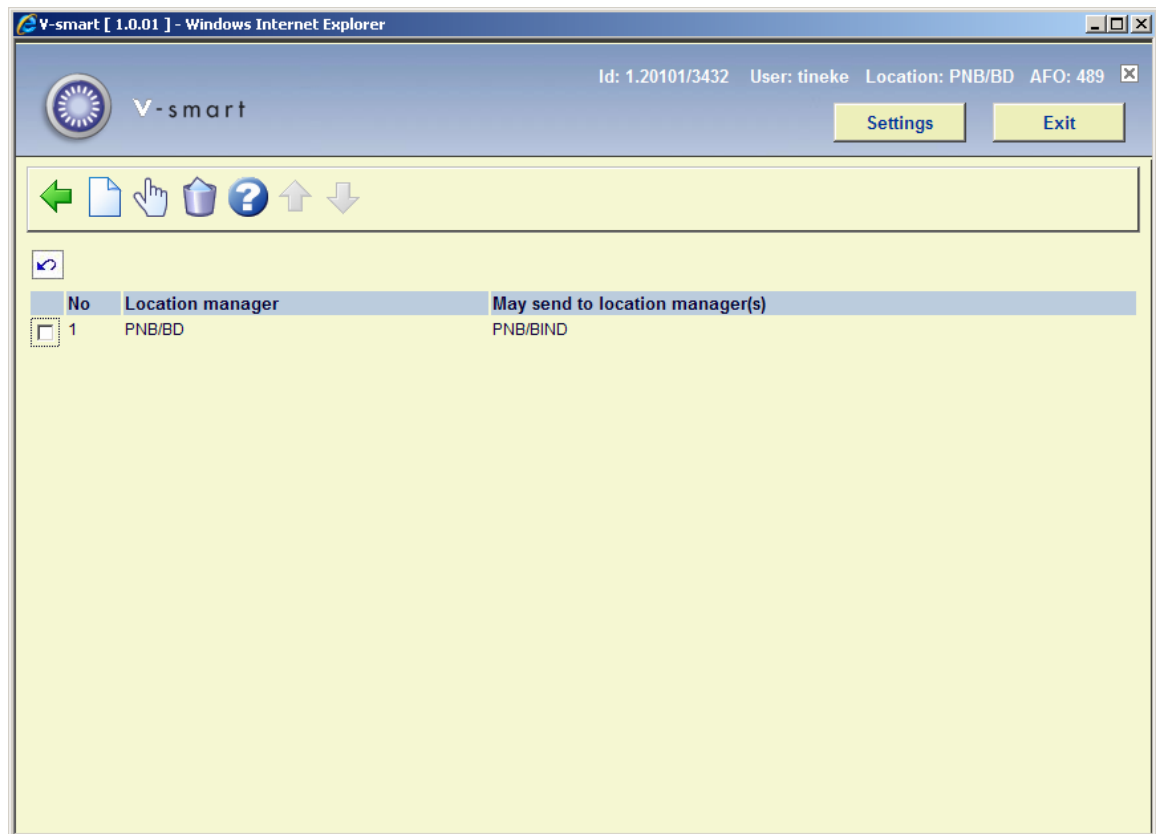 V-smart [ 1.0.01 ] - Windows Internet Explorer
Id: 1.20101/3432 User: tineke Location: PNB/BD AFO: 489
V-smart
Settings Exit
?
No Location manager May send to location manager(s)
1 PNB/BD PNB/BIND